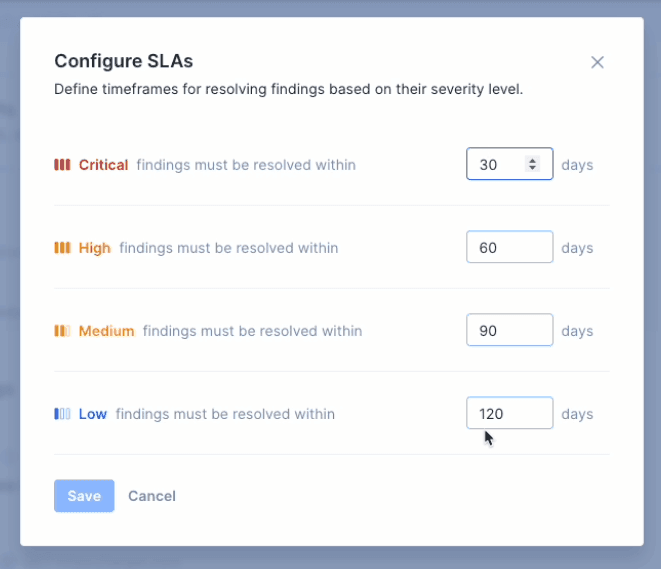 Configure SLAs
Define timeframes for resolving findings based on their severity level.
Critical findings must be resolved within 30 days
High findings must be resolved within 60 days
Medium findings must be resolved within 90 days
Low findings must be resolved within 120 days
Save Cancel